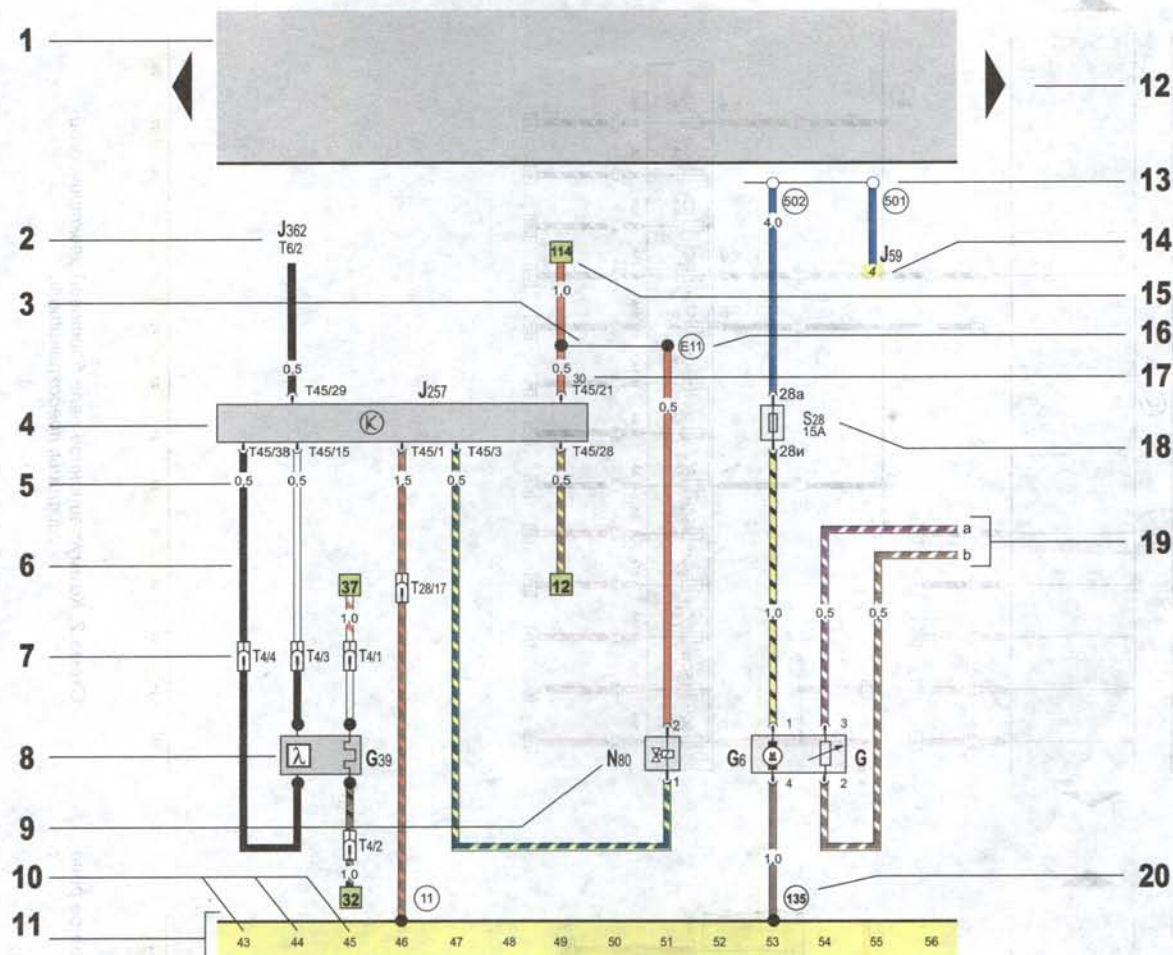 1
12
13
502
501
4,0
2
J362
T6/2
114
J59
4
14
15
3
1,0
E11
16
0,5
T45/29
J257
0,5
30
T45/21
0,5
17
28а
4
K
S28
15A
18
T45/38
T45/15
T45/1
T45/3
T45/28
28и
5
0,5
0,5
1,5
0,5
0,5
a
b
19
6
37
T28/17
12
1,0
1,0
0,5
0,5
7
T4/4
T4/3
T4/1
2
1
3
8
λ
G39
N80
G6
M
G
1
4
2
9
T4/2
1,0
1,0
10
32
11
135
20
11
43 44 45 46 47 48 49 50 51 52 53 54 55 56